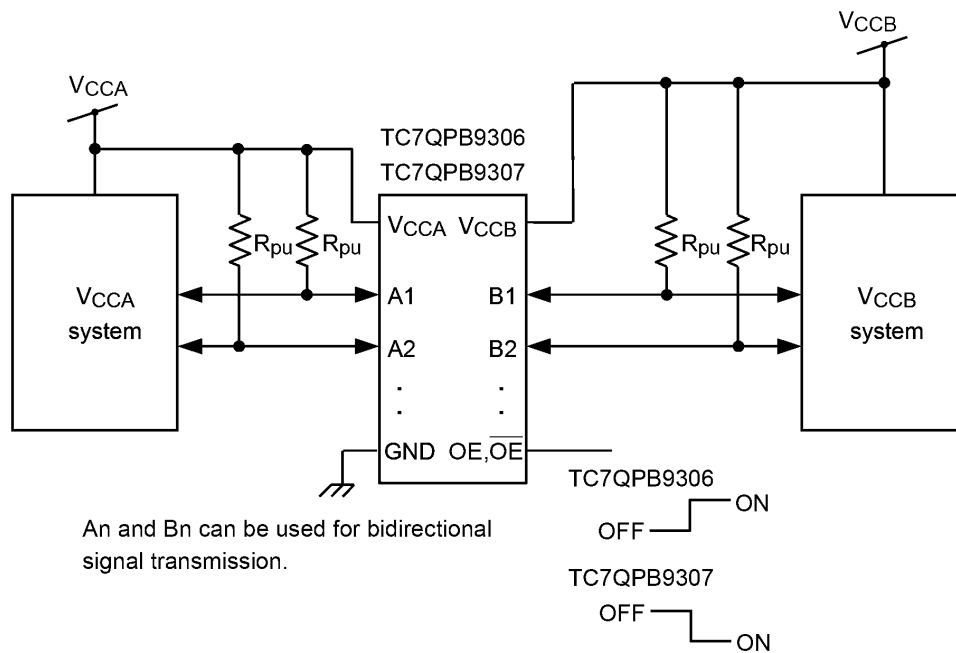 VCCB
VCCA
TC7QPB9306
TC7QPB9307
VCCA VCCB
Rpu Rpu Rpu Rpu
VCCA
system
A1 B1
VCCB
system
A2 B2
GND OE,O̅E̅
TC7QPB9306
OFF ON
An and Bn can be used for bidirectional
signal transmission.
TC7QPB9307
OFF ON